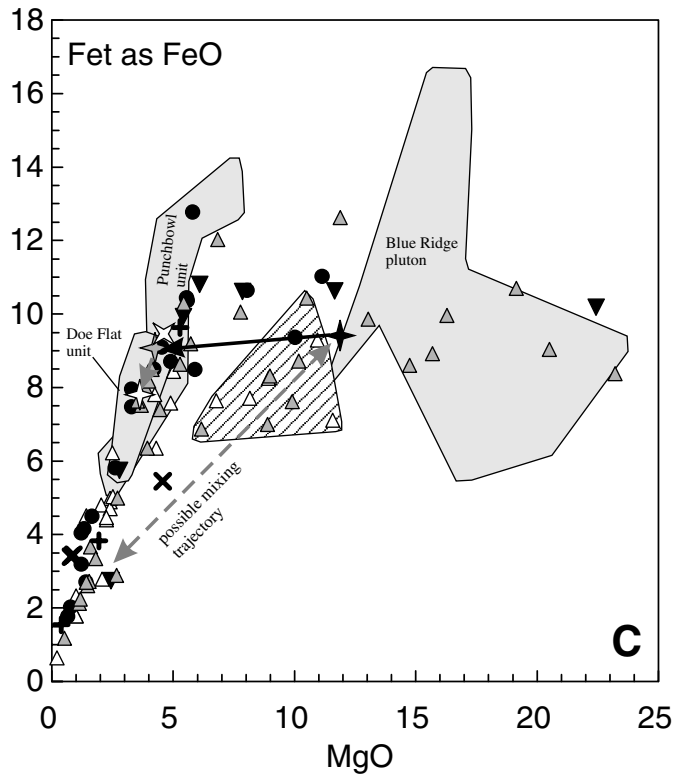 18
Fet as FeO
16
14
12
10
8
6
4
2
0
Punchbowl
unit
Blue Ridge
pluton
Doe Flat
unit
possible mixing
trajectory
C
0
5
10
15
20
25
MgO